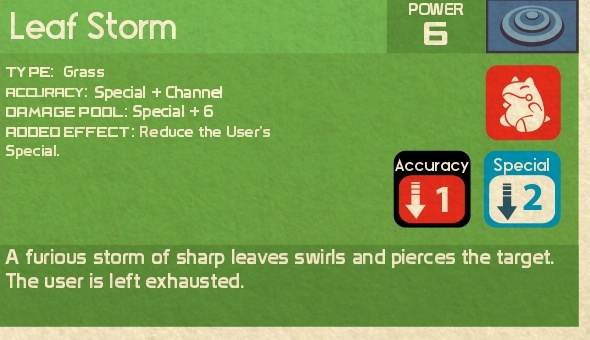 Leaf Storm
POWER
6
TYPE: Grass
ACCURACY: Special + Channel
DAMAGE POOL: Special + 6
ADDED EFFECT: Reduce the User's
Special.
Accuracy Special
1 2
A furious storm of sharp leaves swirls and pierces the target.
The user is left exhausted.